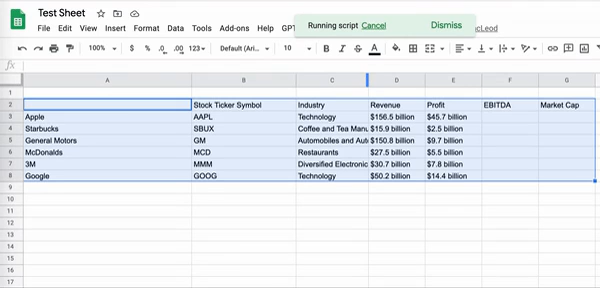 Test Sheet
Running script Cancel Dismiss
File Edit View Insert Format Data Tools Add-ons Help GPT cLeod
100% $ % .0 .00 123 Default (Ari... 10 B I S A
fx
A B C D E F G
1
2 Stock Ticker Symbol Industry Revenue Profit EBITDA Market Cap
3 Apple AAPL Technology $156.5 billion $45.7 billion
4 Starbucks SBUX Coffee and Tea Manu $15.9 billion $2.5 billion
5 General Motors GM Automobiles and Auto $150.8 billion $9.7 billion
6 McDonalds MCD Restaurants $27.5 billion $5.5 billion
7 3M MMM Diversified Electronic $30.7 billion $7.8 billion
8 Google GOOG Technology $50.2 billion $14.4 billion
9
10
11
12
13
14
15
16
17